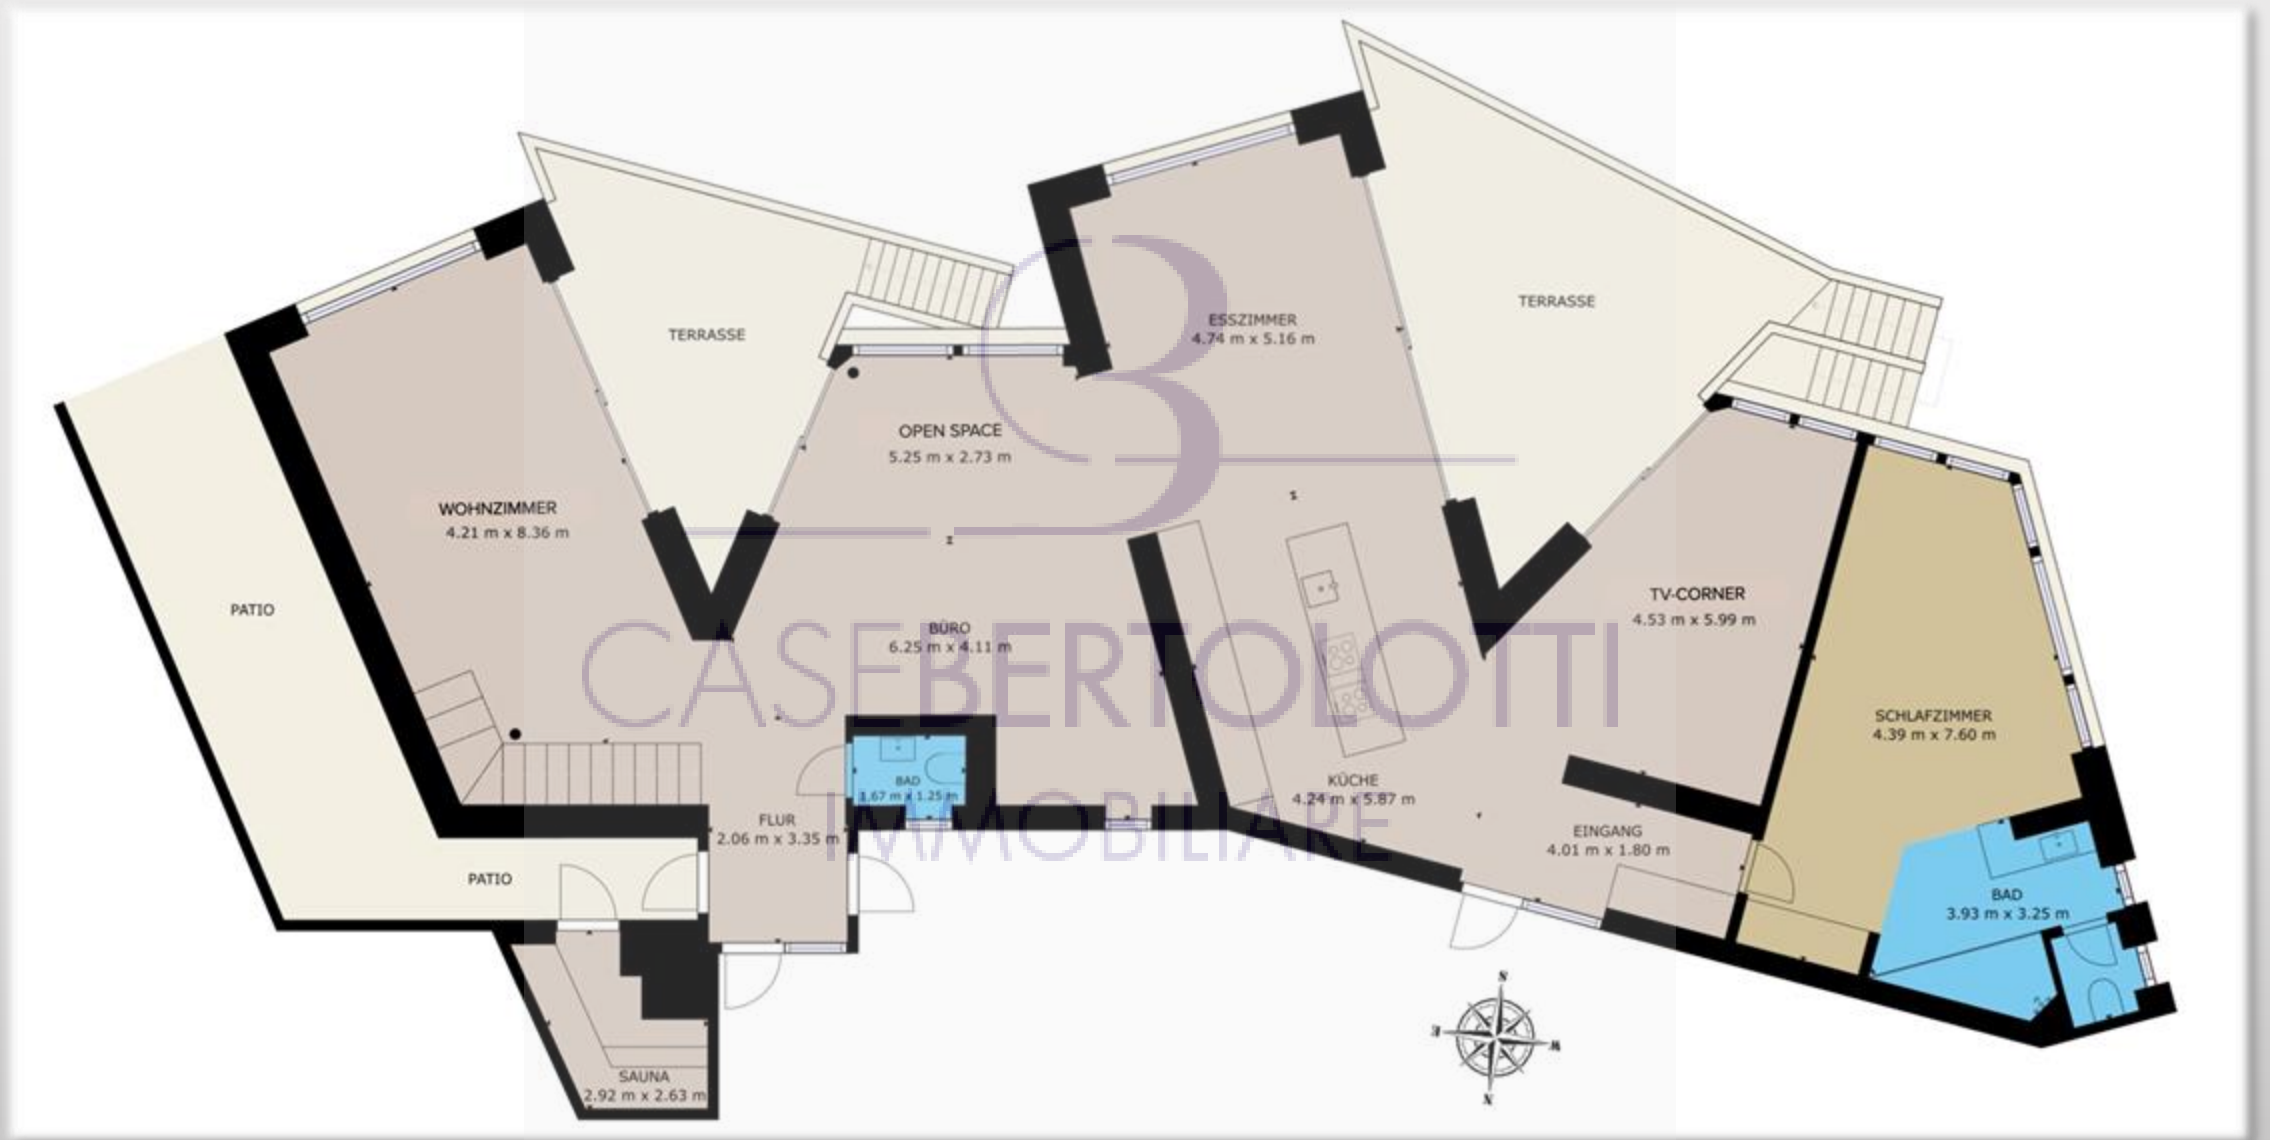 TERRASSE
TERRASSE
ESSZIMMER
4.74 m x 5.16 m
OPEN SPACE
5.25 m x 2.73 m
WOHNZIMMER
4.21 m x 8.36 m
PATIO
TV-CORNER
4.53 m x 5.99 m
BÜRO
6.25 m x 4.11 m
CASEBERTOLOTTI
IMMOBILIARE
SCHLAFZIMMER
4.39 m x 7.60 m
BAD
1.67 m x 1.25 m
KÜCHE
4.24 m x 5.87 m
FLUR
2.06 m x 3.35 m
EINGANG
4.01 m x 1.80 m
PATIO
BAD
3.93 m x 3.25 m
S
E
W
N
SAUNA
2.92 m x 2.63 m